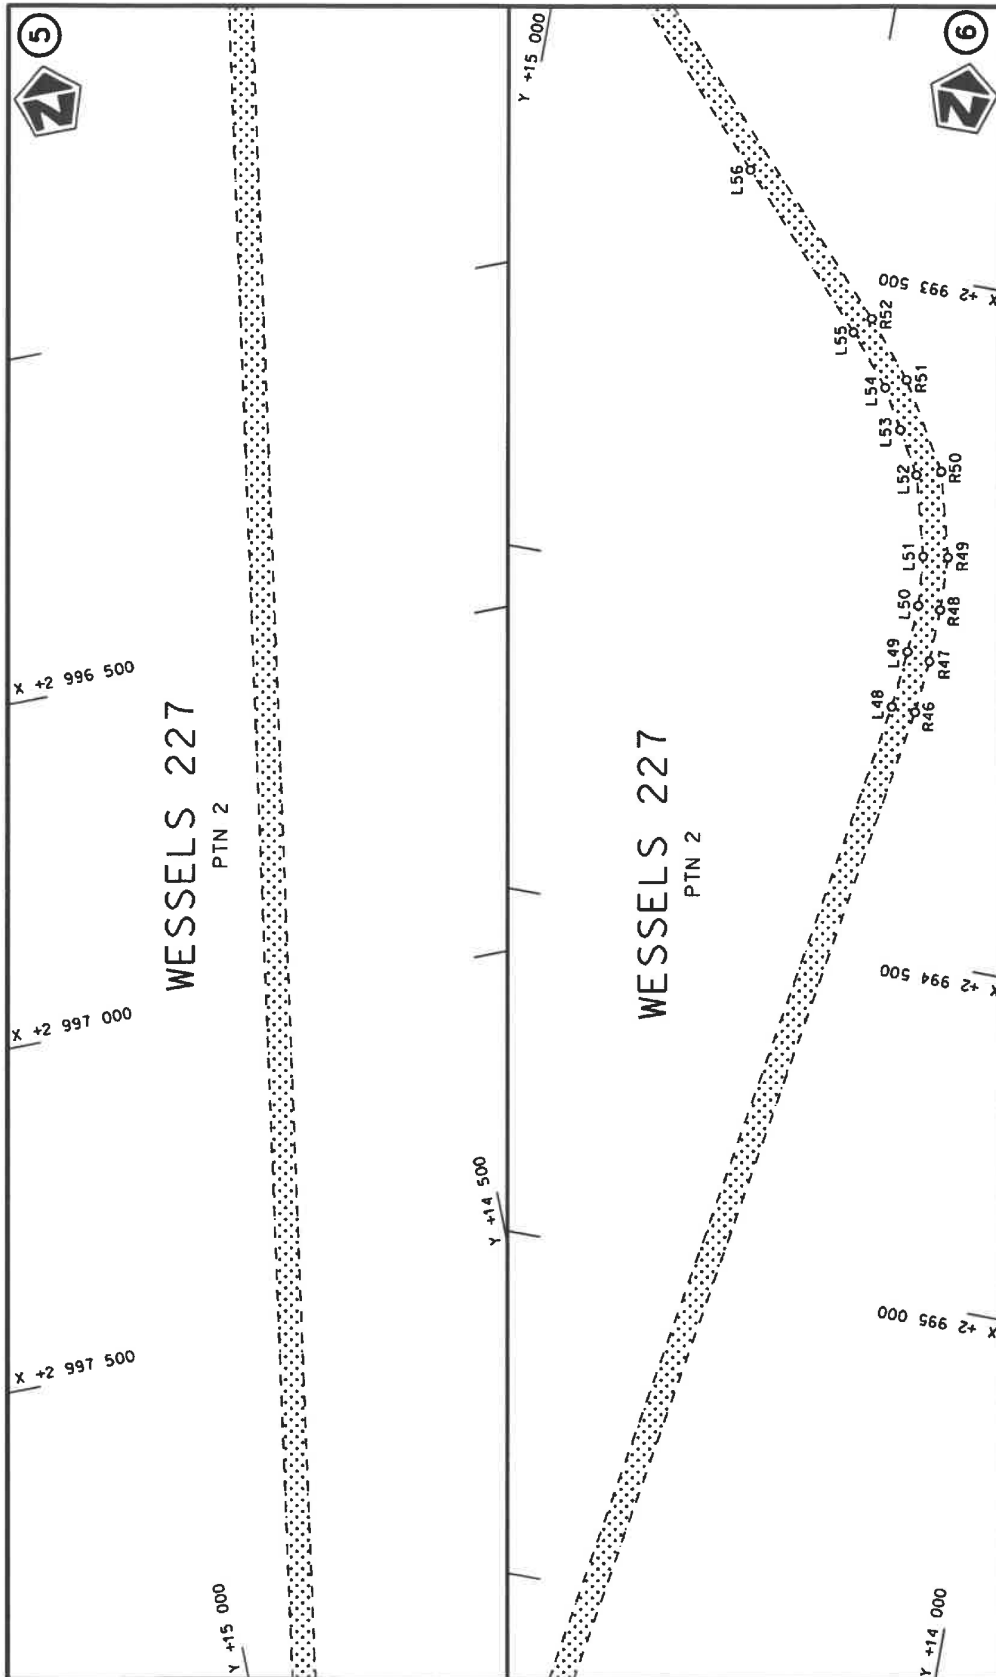 5
N
Y +15 000
X +2 997 500
X +2 997 000
X +2 996 500
WESSELS 227
PTN 2
Y +14 500
6
N
Y +15 000
Y +14 000
X +2 995 000
X +2 994 500
X +2 993 500
WESSELS 227
PTN 2
L48
L49
L50
L51
L52
L53
L54
L55
L56
R46
R47
R48
R49
R50
R51
R52